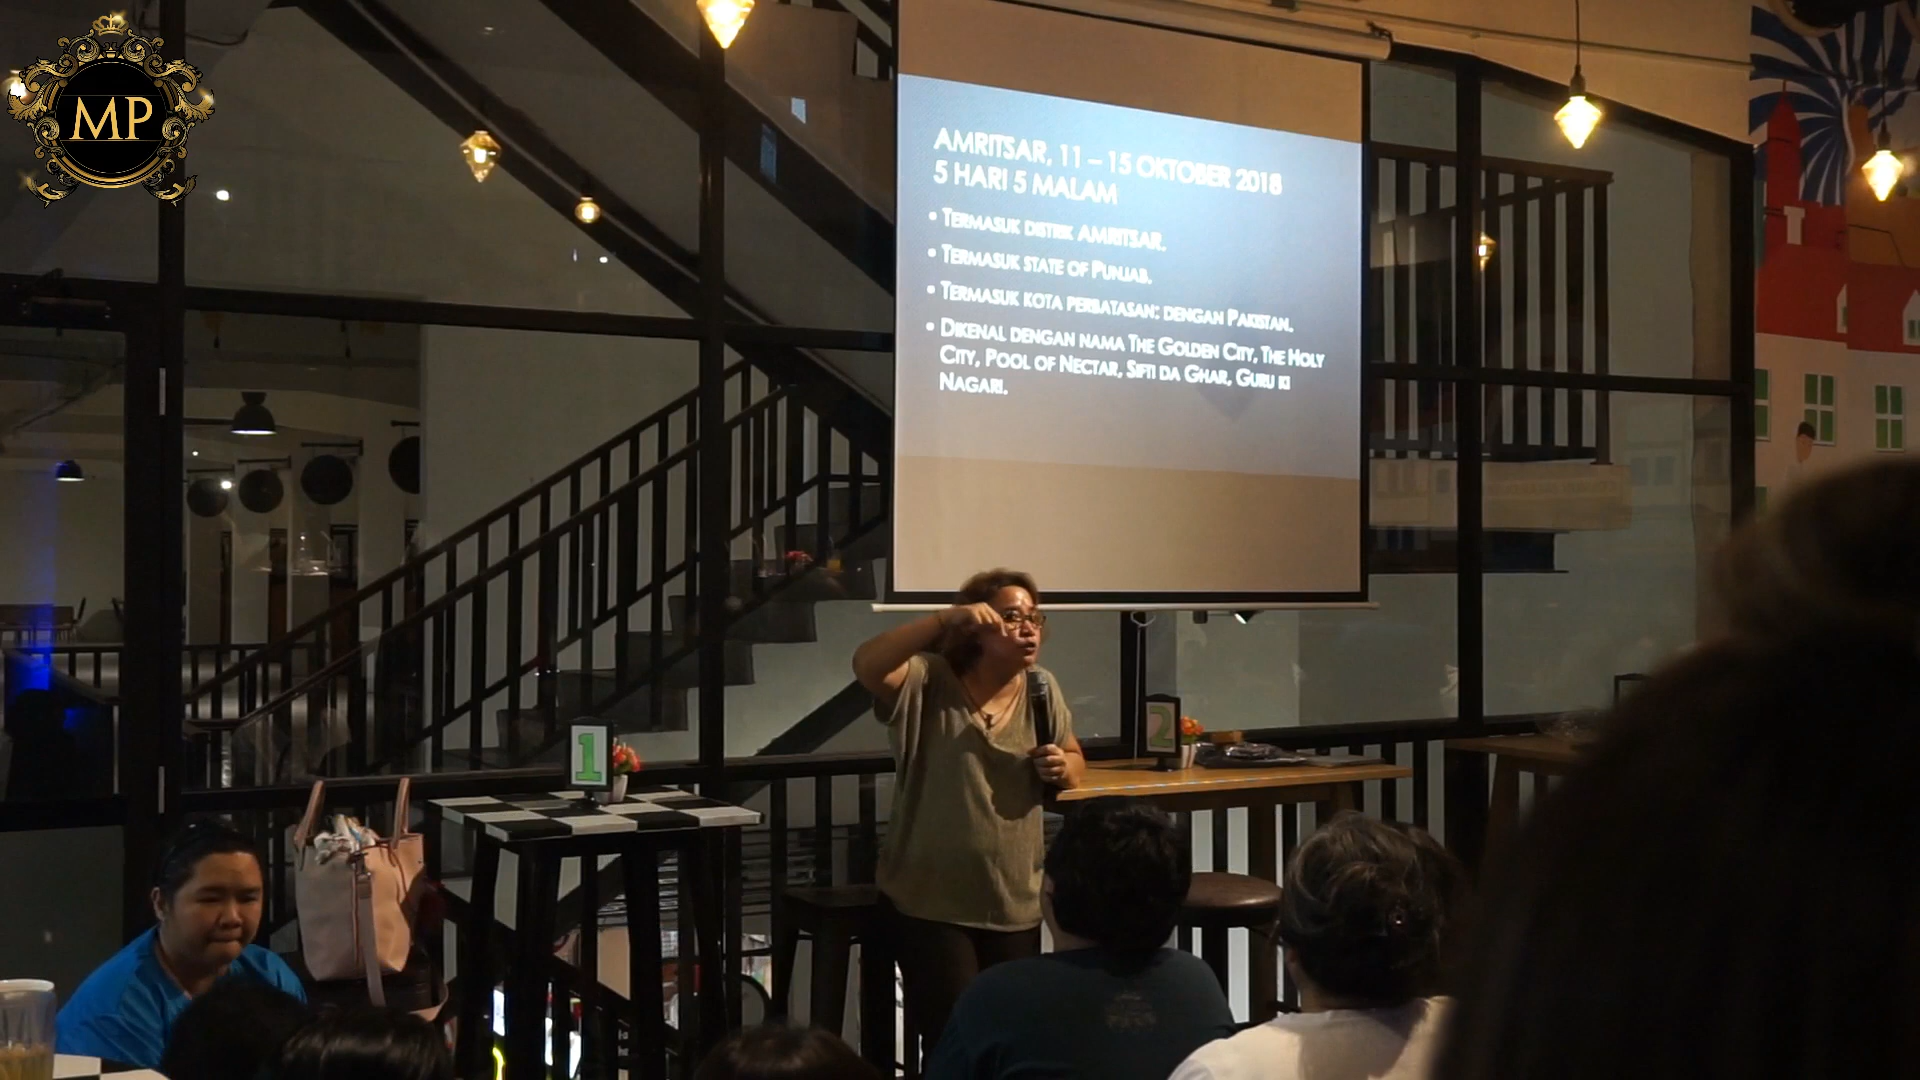 MP
AMRITSAR, 11 – 15 OKTOBER 2018
5 HARI 5 MALAM
• TERMASUK DISTRIK AMRITSAR.
• TERMASUK STATE OF PUNJAB.
• TERMASUK KOTA PERBATASAN: DENGAN PAKISTAN.
• DIKENAL DENGAN NAMA THE GOLDEN CITY, THE HOLY
CITY, POOL OF NECTAR, SIFTI DA GHAR, GURU KI
NAGARI.
1
2